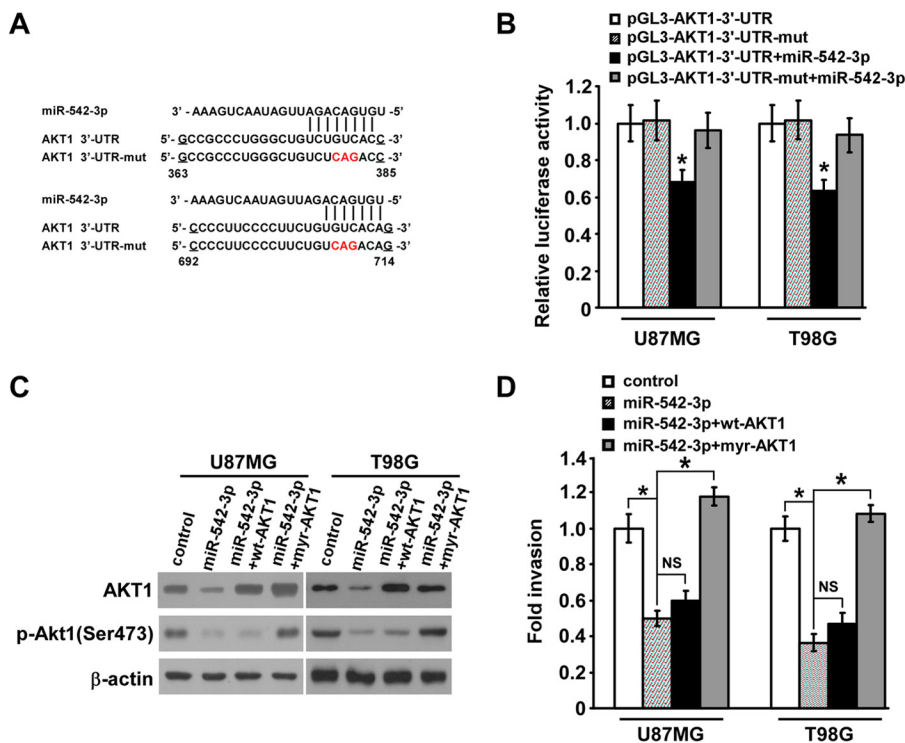 A
miR-542-3p 3' - AAAGUCAAUAGUUAGACAGUGU -5'
AKT1 3'-UTR 5'- GCCGCCCUGGGCUGUCUGUCACC -3'
AKT1 3'-UTR-mut 5'- GCCGCCCUGGGCUGUCUCAGACC -3'
363 385
miR-542-3p 3' - AAAGUCAAUAGUUAGACAGUGU -5'
AKT1 3'-UTR 5'- CCCCUUCCCCUUCUGUGUCACAG -3'
AKT1 3'-UTR-mut 5'- CCCCUUCCCCUUCUGUCAGACAG -3'
692 714
B
pGL3-AKT1-3'-UTR
pGL3-AKT1-3'-UTR-mut
pGL3-AKT1-3'-UTR+miR-542-3p
pGL3-AKT1-3'-UTR-mut+miR-542-3p
Relative luciferase activity
1.2
1.0
0.8
0.6
0.4
0.2
0
*
*
U87MG T98G
C
U87MG T98G
control
miR-542-3p
miR-542-3p +wt-AKT1
miR-542-3p +myr-AKT1
control
miR-542-3p
miR-542-3p +wt-AKT1
miR-542-3p +myr-AKT1
AKT1
p-Akt1(Ser473)
β-actin
D
control
miR-542-3p
miR-542-3p+wt-AKT1
miR-542-3p+myr-AKT1
Fold invasion
1.4
1.2
1.0
0.8
0.6
0.4
0.2
0
* * NS
* * NS
U87MG T98G